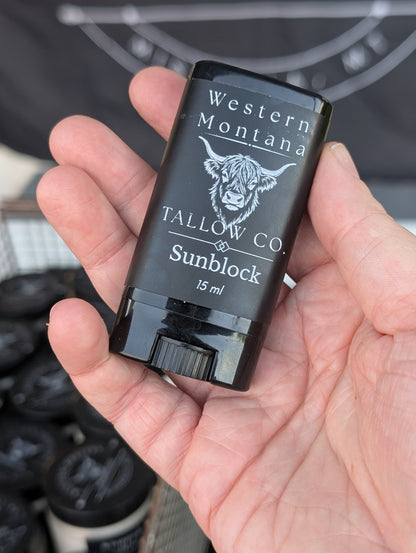 Western
Montana
TALLOW CO.
Sunblock
15 ml